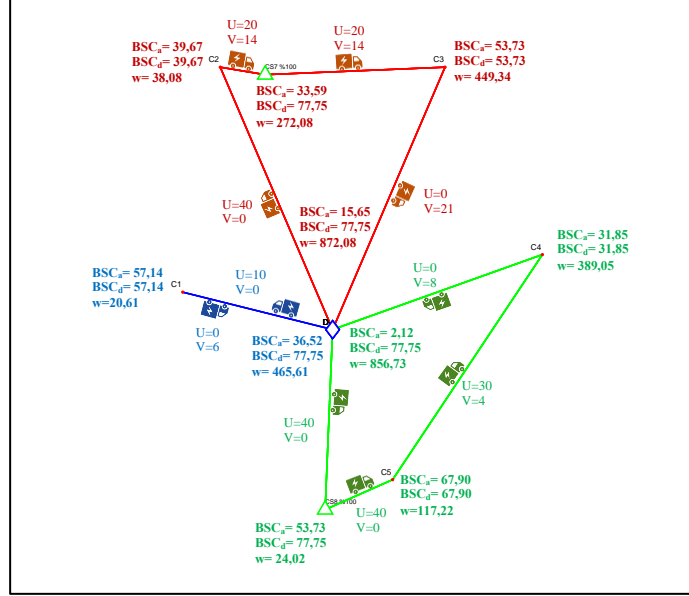 U=20
V=14
U=20
V=14
BSCa= 39,67
BSCd= 39,67
w= 38,08
C2
CS7 %100
C3
BSCa= 53,73
BSCd= 53,73
w= 449,34
BSCa= 33,59
BSCd= 77,75
w= 272,08
U=40
V=0
BSCa= 15,65
BSCd= 77,75
w= 872,08
U=0
V=21
C4
BSCa= 31,85
BSCd= 31,85
w= 389,05
BSCa= 57,14
BSCd= 57,14
w=20,61
C1
U=10
V=0
U=0
V=8
U=0
V=6
D
BSCa= 36,52
BSCd= 77,75
w= 465,61
BSCa= 2,12
BSCd= 77,75
w= 856,73
U=30
V=4
U=40
V=0
C5
BSCa= 67,90
BSCd= 67,90
w=117,22
CS8 %100
U=40
V=0
BSCa= 53,73
BSCd= 77,75
w= 24,02